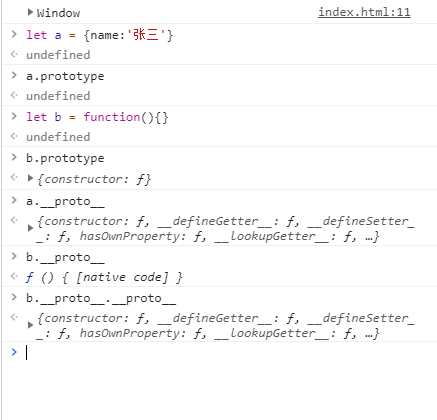 ▶Window index.html:11
> let a = {name:'张三'}
<· undefined
> a.prototype
<· undefined
> let b = function(){}
<· undefined
> b.prototype
<· ▶{constructor: ƒ}
> a.__proto__
<· ▶{constructor: ƒ, __defineGetter__: ƒ, __defineSetter_
_: ƒ, hasOwnProperty: ƒ, __lookupGetter__: ƒ, …}
> b.__proto__
<· ƒ () { [native code] }
> b.__proto__.__proto__
<· ▶{constructor: ƒ, __defineGetter__: ƒ, __defineSetter_
_: ƒ, hasOwnProperty: ƒ, __lookupGetter__: ƒ, …}
>